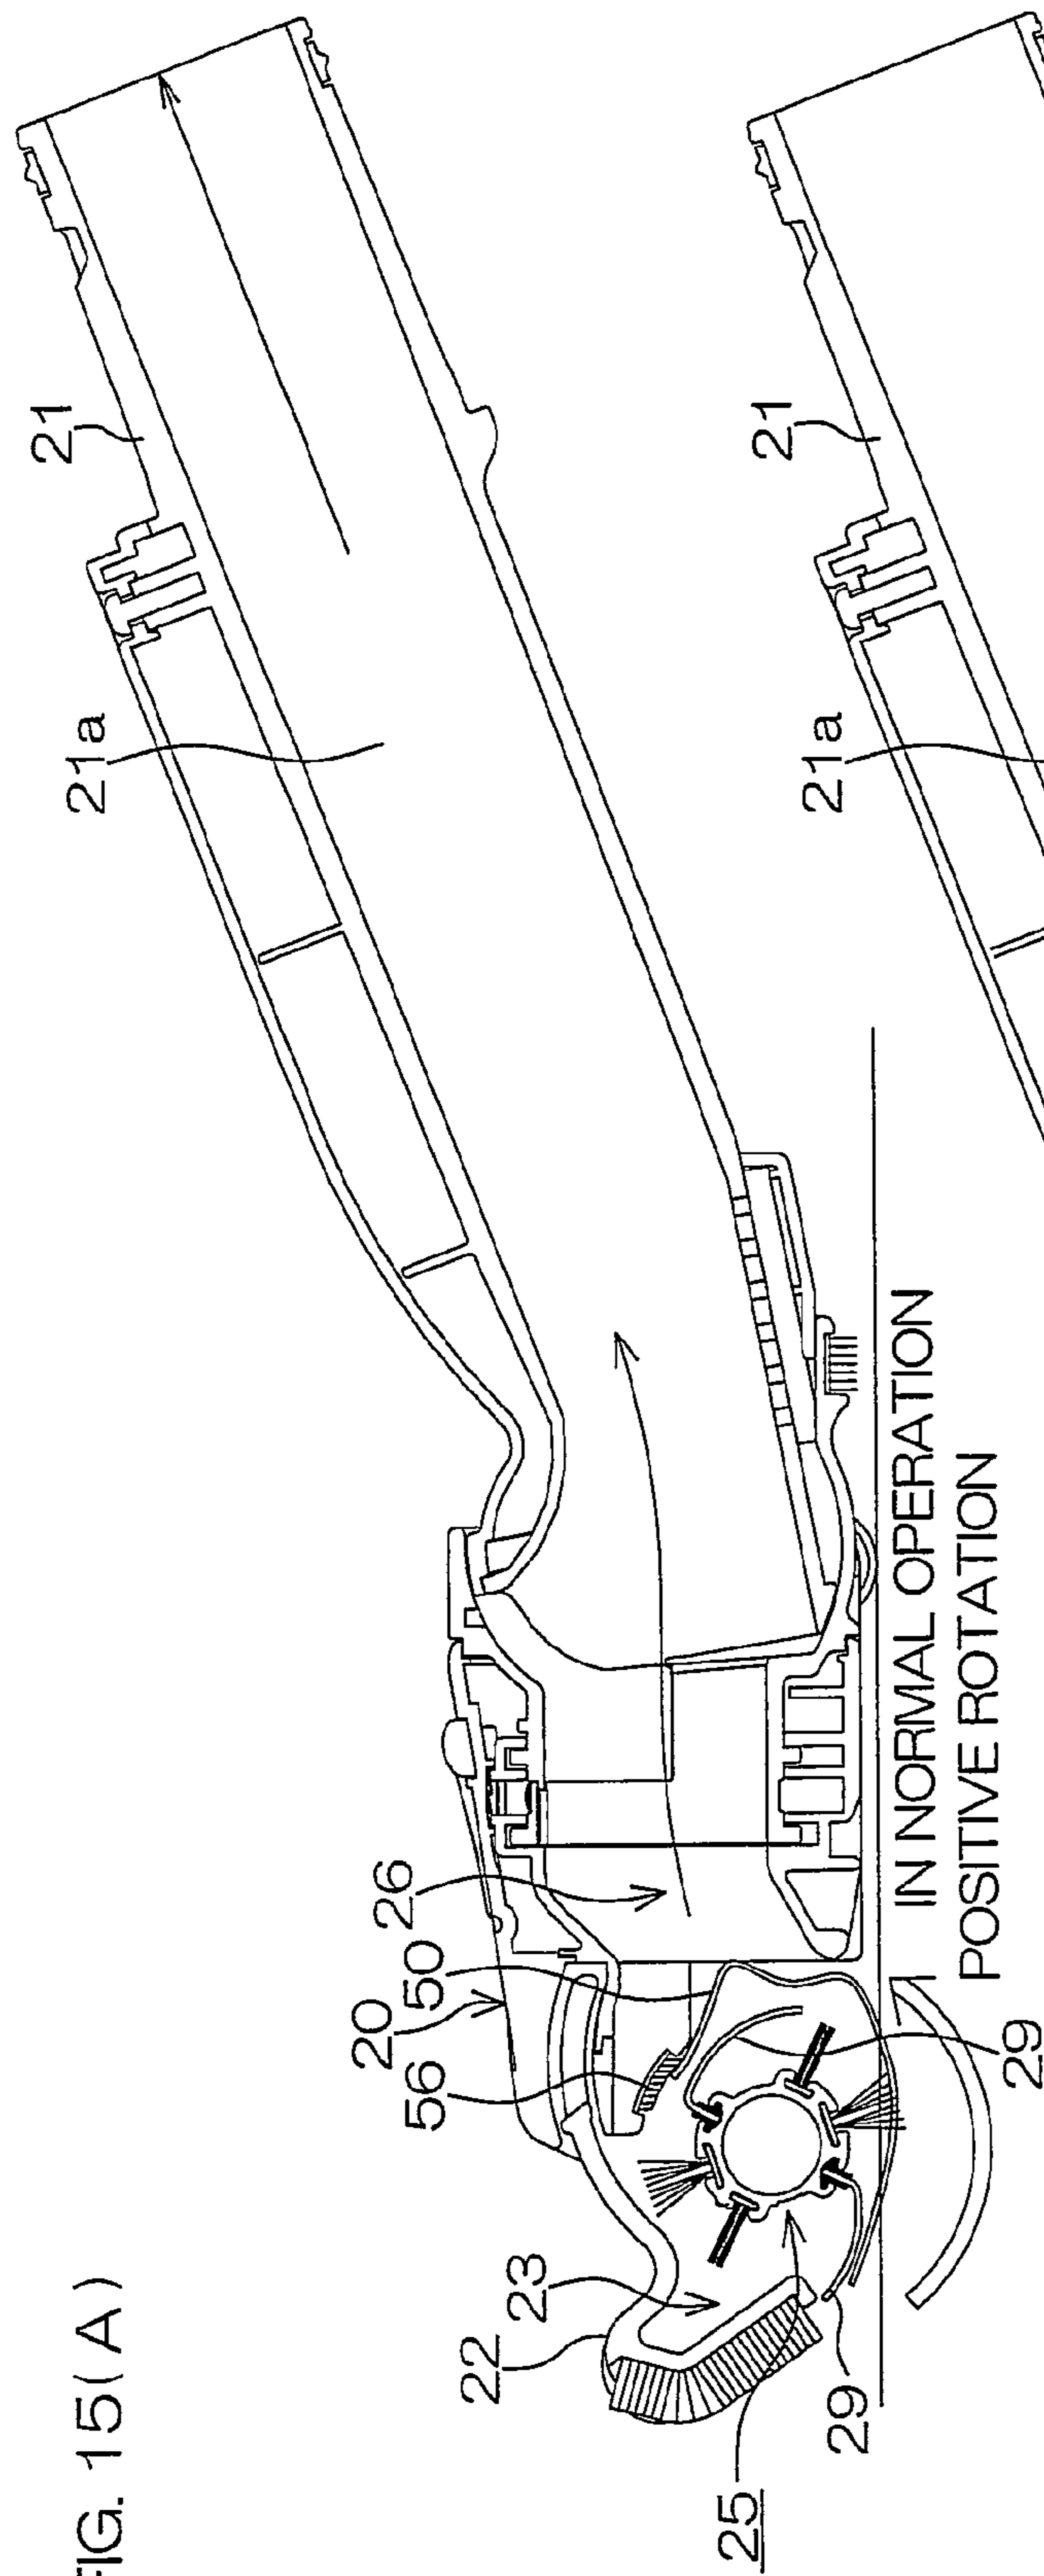 FIG. 15(A)
21
21a
20
26
50
56
22
23
25
29
29
IN NORMAL OPERATION
POSITIVE ROTATION
21
21a